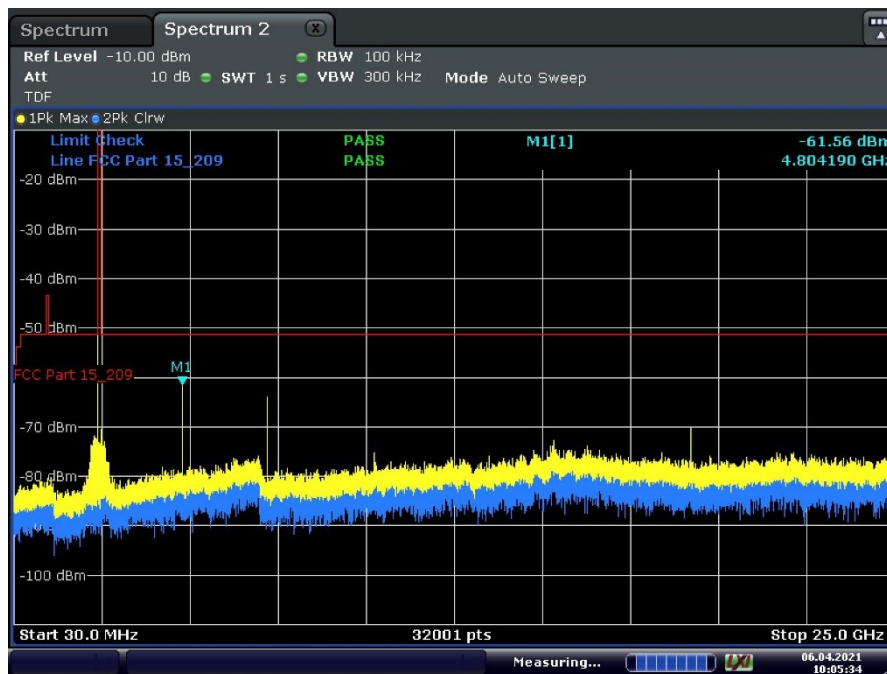 Spectrum Spectrum 2 X
Ref Level -10.00 dBm RBW 100 kHz
Att 10 dB SWT 1 s VBW 300 kHz Mode Auto Sweep
TDF
1Pk Max 2Pk Clrw
Limit Check PASS M1[1] -61.56 dBm
Line FCC Part 15_209 PASS 4.804190 GHz
-20 dBm
-30 dBm
-40 dBm
-50 dBm
M1
FCC Part 15_209
-70 dBm
-80 dBm
-100 dBm
Start 30.0 MHz 32001 pts Stop 25.0 GHz
Measuring... LXI 06.04.2021
10:05:34